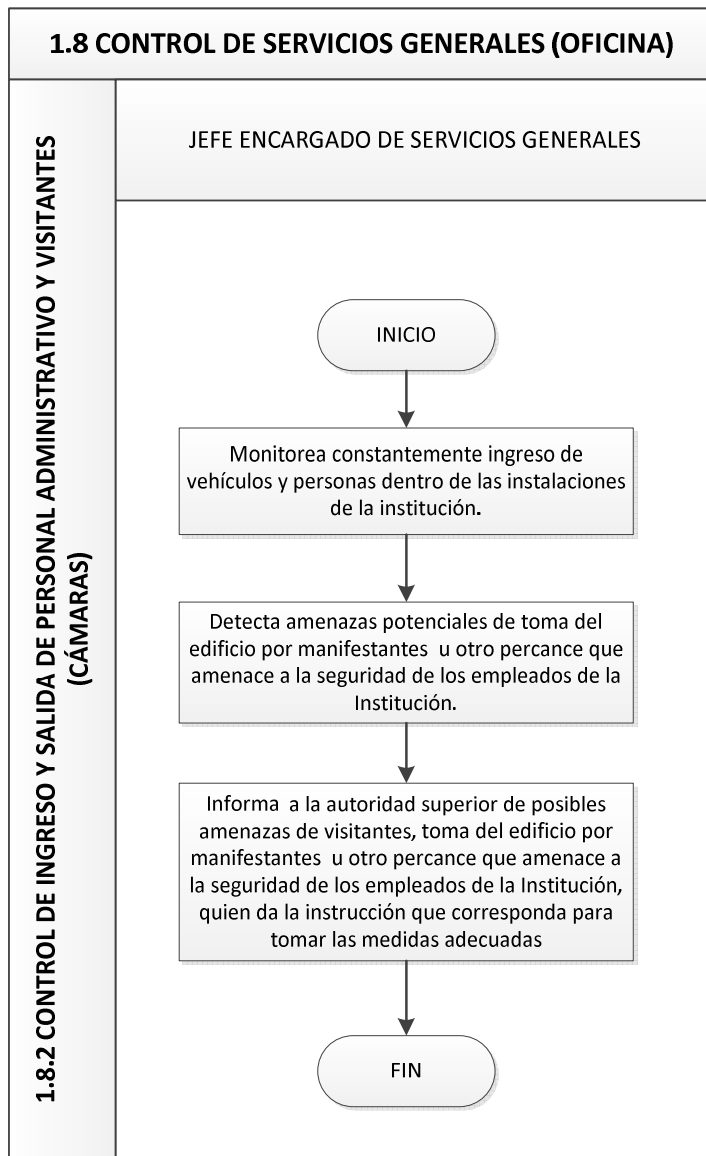 1.8 CONTROL DE SERVICIOS GENERALES (OFICINA)
1.8.2 CONTROL DE INGRESO Y SALIDA DE PERSONAL ADMINISTRATIVO Y VISITANTES
(CÁMARAS)
JEFE ENCARGADO DE SERVICIOS GENERALES
INICIO
Monitorea constantemente ingreso de
vehículos y personas dentro de las instalaciones
de la institución.
Detecta amenazas potenciales de toma del
edificio por manifestantes u otro percance que
amenace a la seguridad de los empleados de la
Institución.
Informa a la autoridad superior de posibles
amenazas de visitantes, toma del edificio por
manifestantes u otro percance que amenace a
la seguridad de los empleados de la Institución,
quien da la instrucción que corresponda para
tomar las medidas adecuadas
FIN